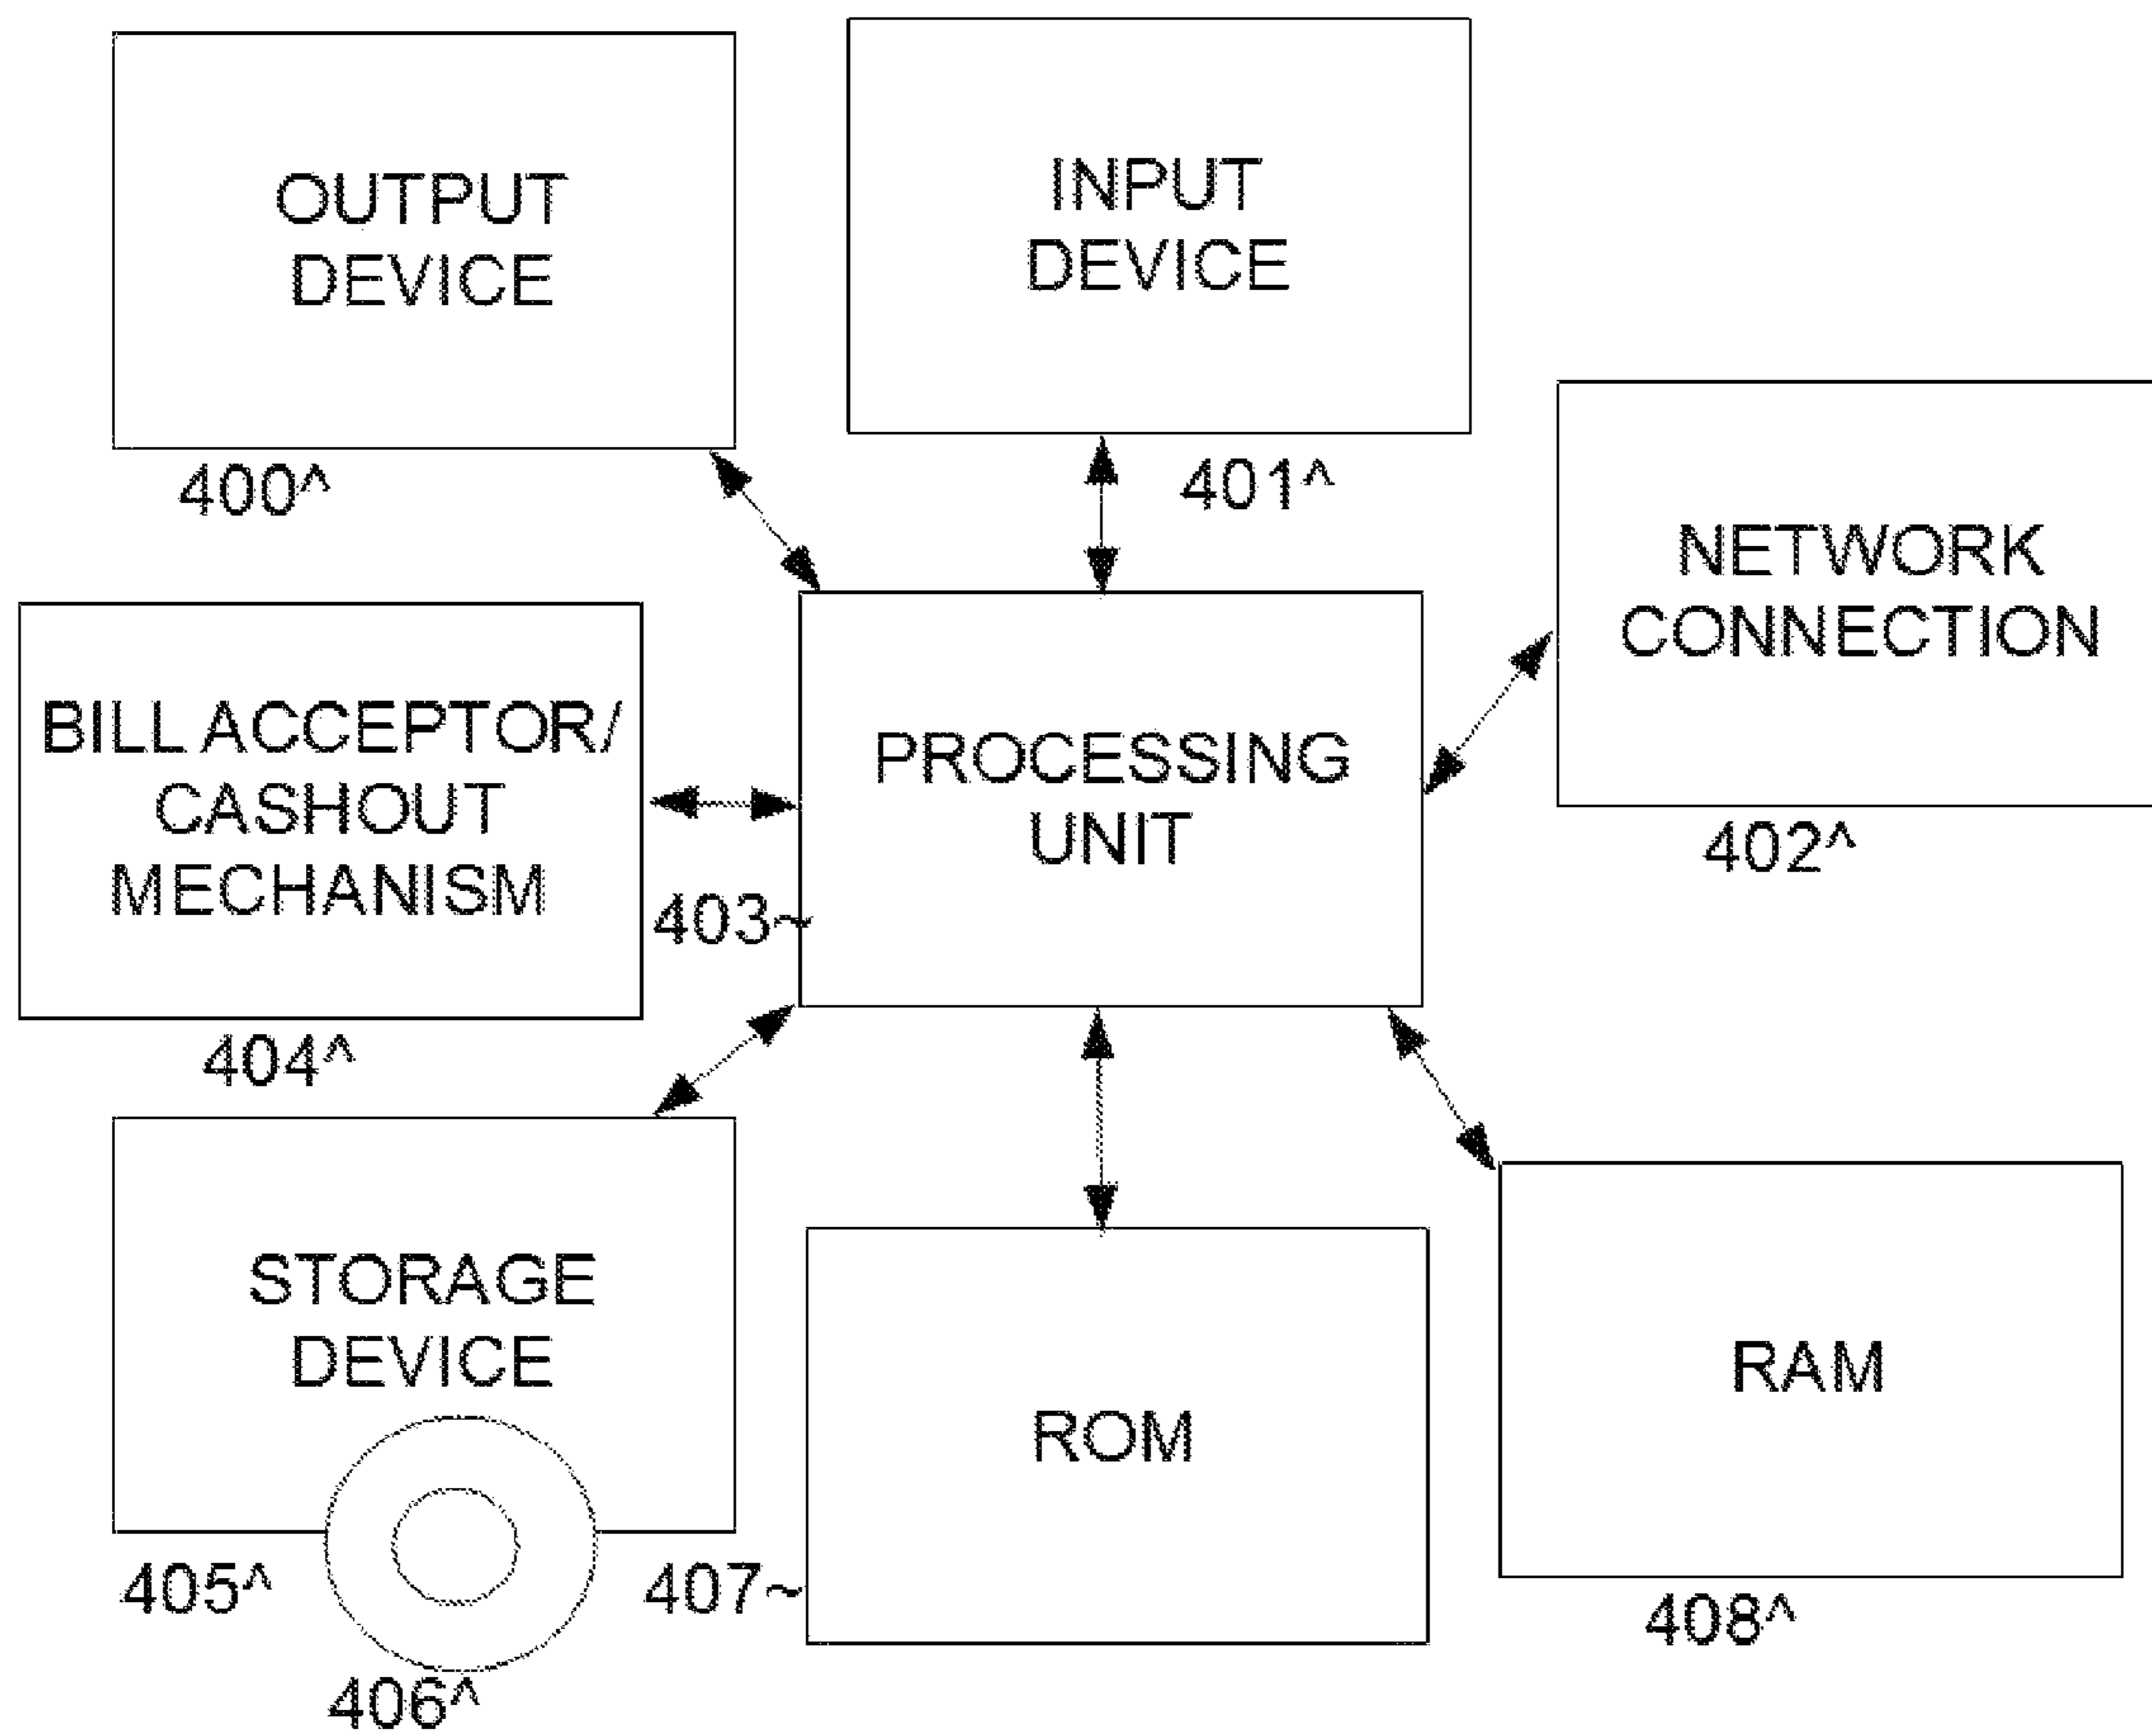 OUTPUT
DEVICE
400^
INPUT
DEVICE
401^
NETWORK
CONNECTION
402^
BILL ACCEPTOR/
CASHOUT
MECHANISM
404^
PROCESSING
UNIT
403~
STORAGE
DEVICE
405^
406^
ROM
407~
RAM
408^